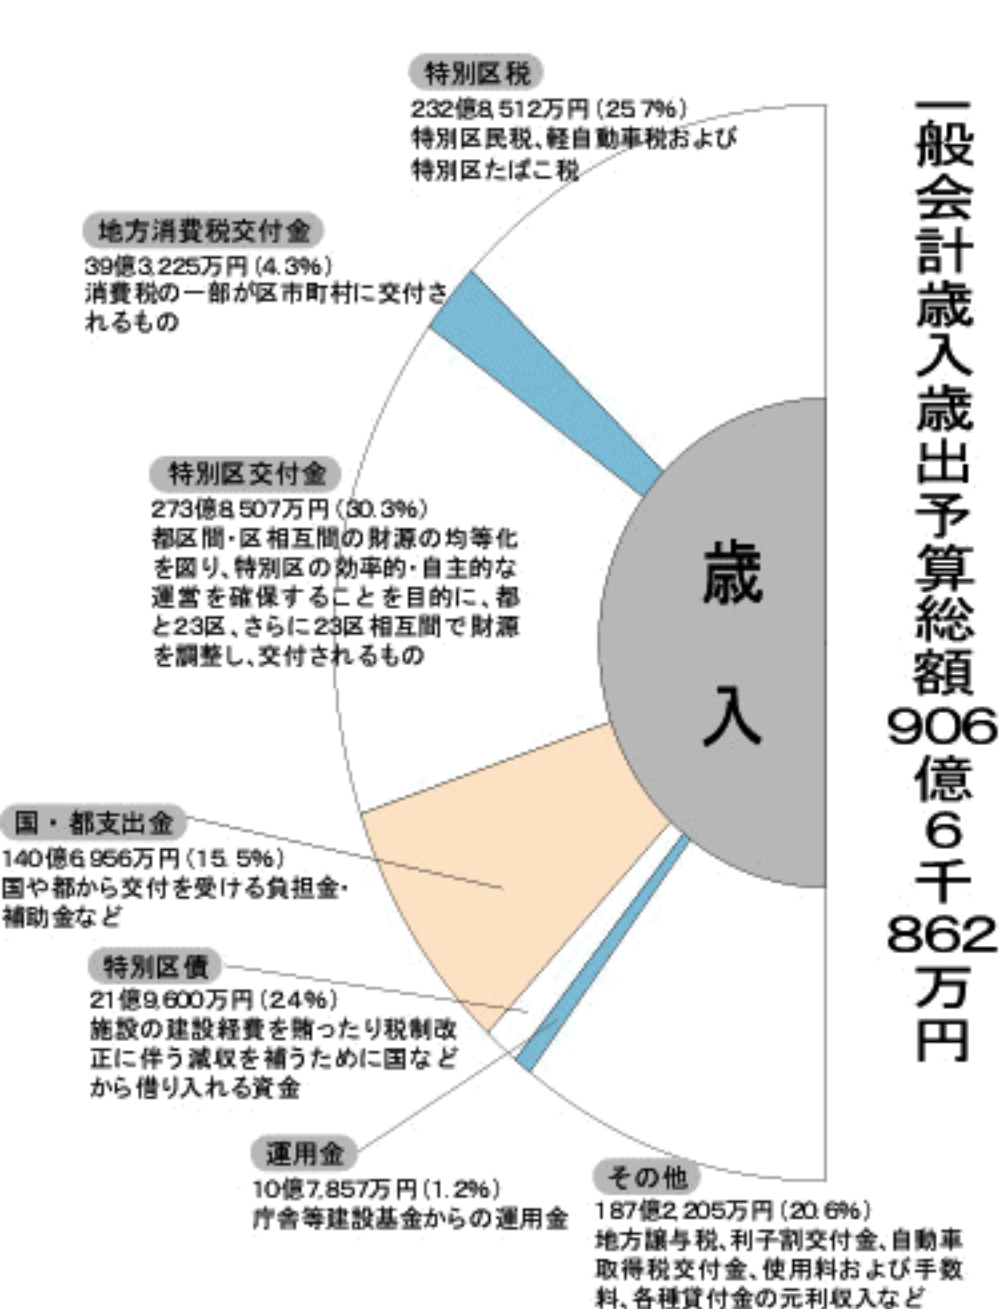 一般会計歳入歳出予算総額906億6千862万円
特別区税
232億8,512万円(25.7%)
特別区民税、軽自動車税および
特別区たばこ税
地方消費税交付金
39億3,225万円(4.3%)
消費税の一部が区市町村に交付さ
れるもの
特別区交付金
273億8,507万円(30.3%)
都区間・区相互間の財源の均等化
を図り、特別区の効率的・自主的な
運営を確保することを目的に、都
と23区、さらに23区相互間で財源
を調整し、交付されるもの
歳入
国・都支出金
140億6,956万円(15.5%)
国や都から交付を受ける負担金・
補助金など
特別区債
21億9,600万円(2.4%)
施設の建設経費を賄ったり税制改
正に伴う減収を補うために国など
から借り入れる資金
運用金
10億7,857万円(1.2%)
庁舎等建設基金からの運用金
その他
187億2,205万円(20.6%)
地方譲与税、利子割交付金、自動車
取得税交付金、使用料および手数
料、各種貸付金の元利収入など